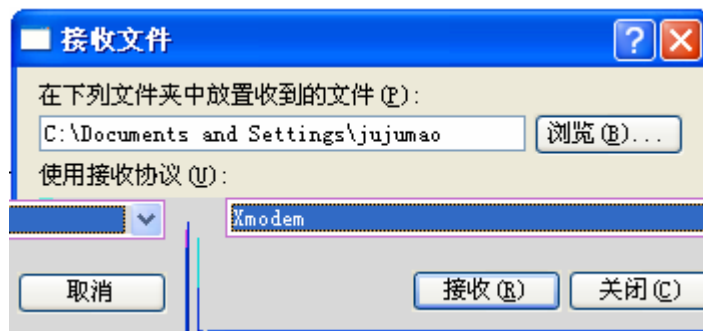 接收文件
在下列文件夹中放置收到的文件(P):
C:\Documents and Settings\jujumao 浏览(B)...
使用接收协议(U):
Xmodem
取消 接收(R) 关闭(C)